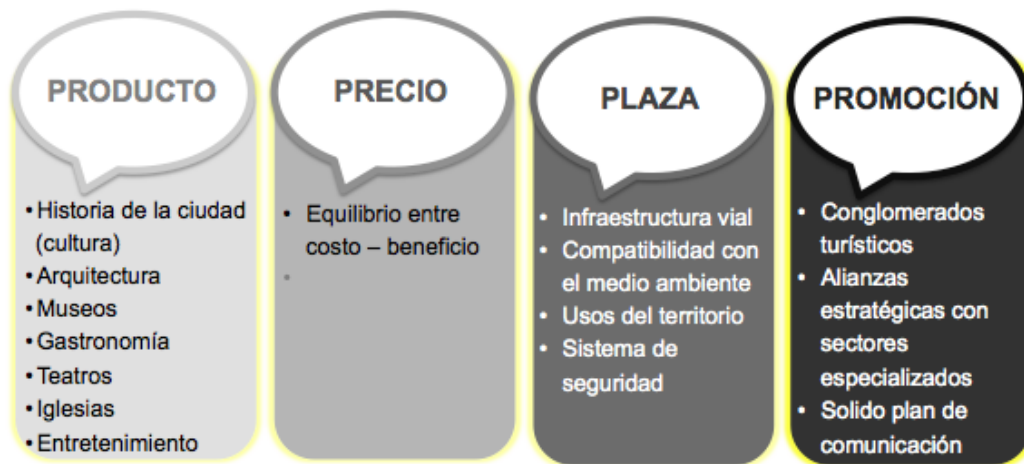 PRODUCTO
• Historia de la ciudad
(cultura)
• Arquitectura
• Museos
• Gastronomía
• Teatros
• Iglesias
• Entretenimiento
PRECIO
• Equilibrio entre
costo – beneficio
•
PLAZA
• Infraestructura vial
• Compatibilidad con
el medio ambiente
• Usos del territorio
• Sistema de
seguridad
PROMOCIÓN
• Conglomerados
turísticos
• Alianzas
estratégicas con
sectores
especializados
• Solido plan de
comunicación